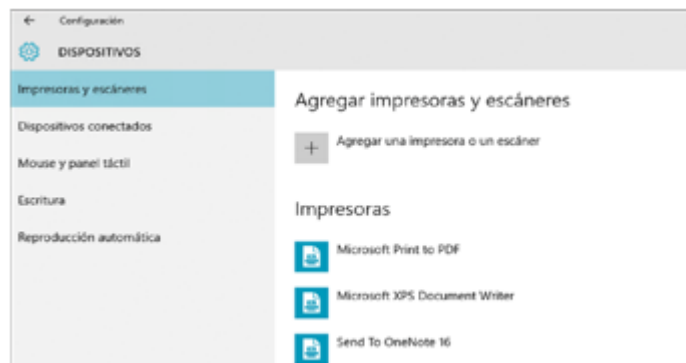 Configuración
DISPOSITIVOS
Impresoras y escáneres
Dispositivos conectados
Mouse y panel táctil
Escritura
Reproducción automática
Agregar impresoras y escáneres
Agregar una impresora o un escáner
Impresoras
Microsoft Print to PDF
Microsoft XPS Document Writer
Send To OneNote 16